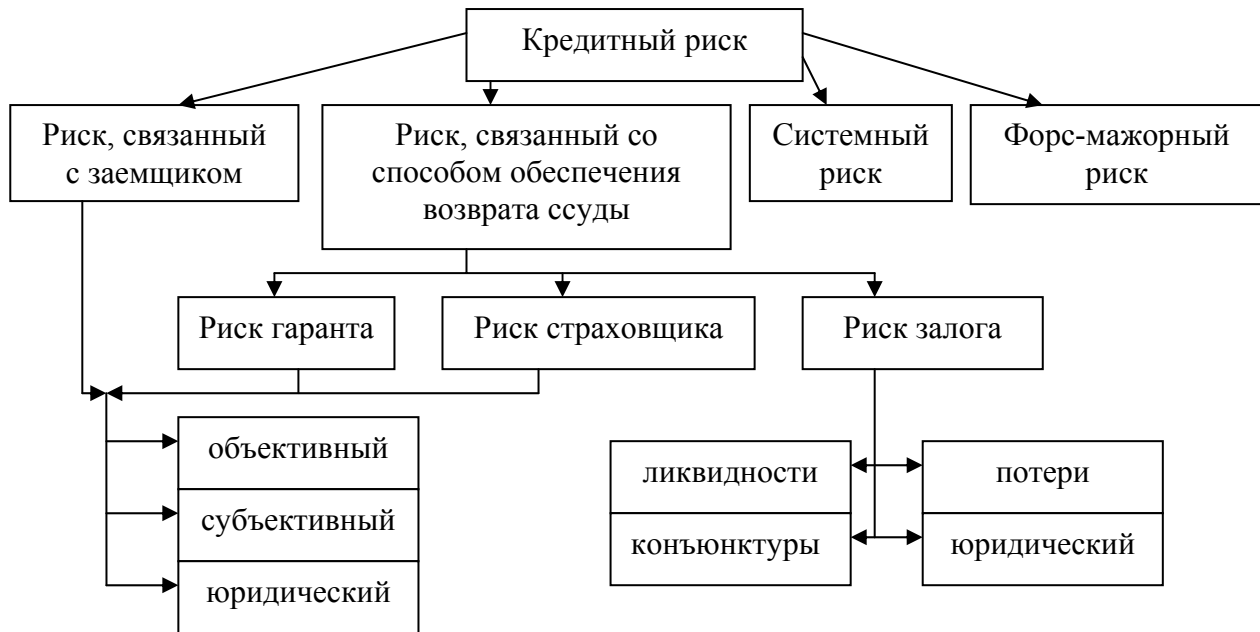 Кредитный риск
Риск, связанный
с заемщиком
Риск, связанный со
способом обеспечения
возврата ссуды
Системный
риск
Форс-мажорный
риск
Риск гаранта
Риск страховщика
Риск залога
объективный
субъективный
юридический
ликвидности
потери
конъюнктуры
юридический